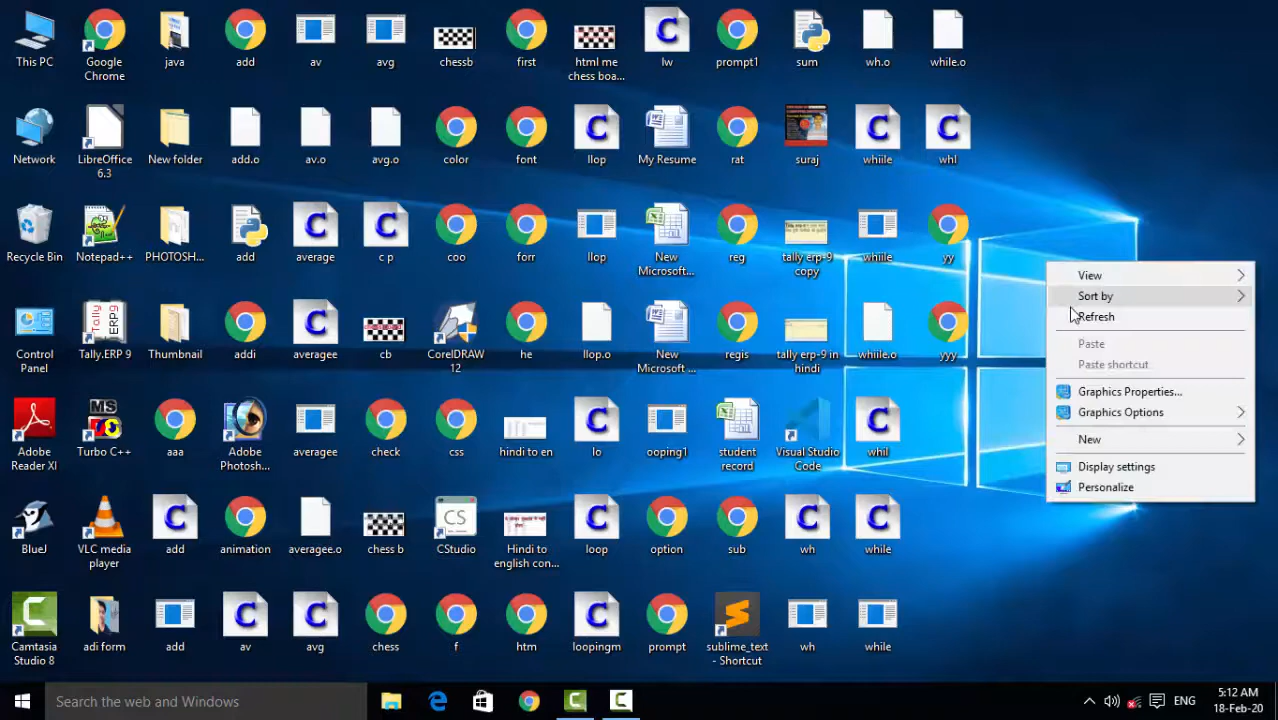 This PC
Google
Chrome
java
add
av
avg
chessb
first
html me
chess boa...
lw
prompt1
sum
wh.o
while.o
Network
LibreOffice
6.3
New folder
add.o
av.o
avg.o
color
font
llop
My Resume
rat
suraj
whiile
whl
Recycle Bin
Notepad++
PHOTOSH...
add
average
c p
coo
forr
llop
New
Microsoft...
reg
tally erp-9
copy
whiile
yy
Control
Panel
Tally.ERP 9
Thumbnail
addi
averagee
cb
CorelDRAW
12
he
llop.o
New
Microsoft ...
regis
tally erp-9 in
hindi
whiile.o
yyy
Adobe
Reader XI
Turbo C++
aaa
Adobe
Photosh...
averagee
check
css
hindi to en
lo
ooping1
student
record
Visual Studio
Code
whil
BlueJ
VLC media
player
add
animation
averagee.o
chess b
CStudio
Hindi to
english con...
loop
option
sub
wh
while
Camtasia
Studio 8
adi form
add
av
avg
chess
f
htm
loopingm
prompt
sublime_text
- Shortcut
wh
while
View
Sort by
Refresh
Paste
Paste shortcut
Graphics Properties...
Graphics Options
New
Display settings
Personalize
Search the web and Windows
ENG
5:12 AM
18-Feb-20